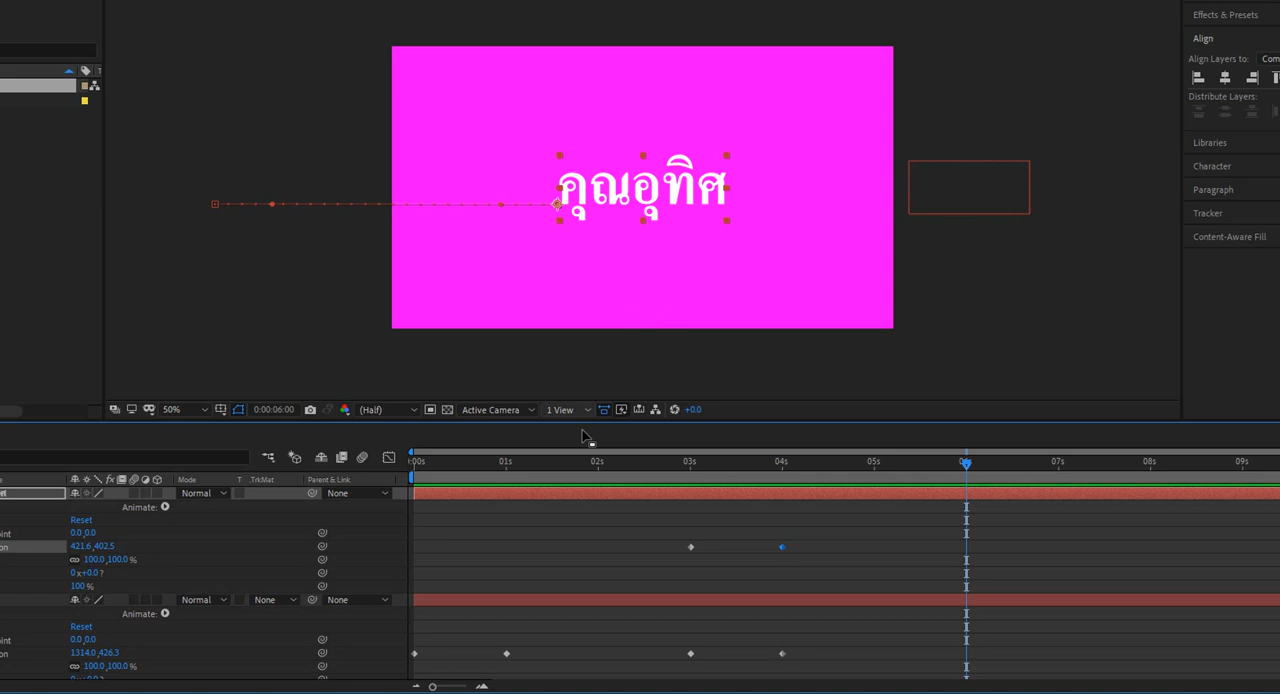 Effects & Presets
Align
Align Layers to:
Distribute Layers:
Libraries
Character
Paragraph
Tracker
Content-Aware Fill
คุณอุทิศ
50%
0:00:06:00
(Half)
Active Camera
1 View
+0.0
:00s 01s 02s 03s 04s 05s 07s 08s 09s
Mode T .TrkMat Parent & Link
Normal None
Animate:
Reset
0.0,0.0
421.6,402.5
100.0,100.0 %
0 x+0.0 ?
100 %
Normal None None
Animate:
Reset
0.0,0.0
1314.0,426.3
100.0,100.0 %